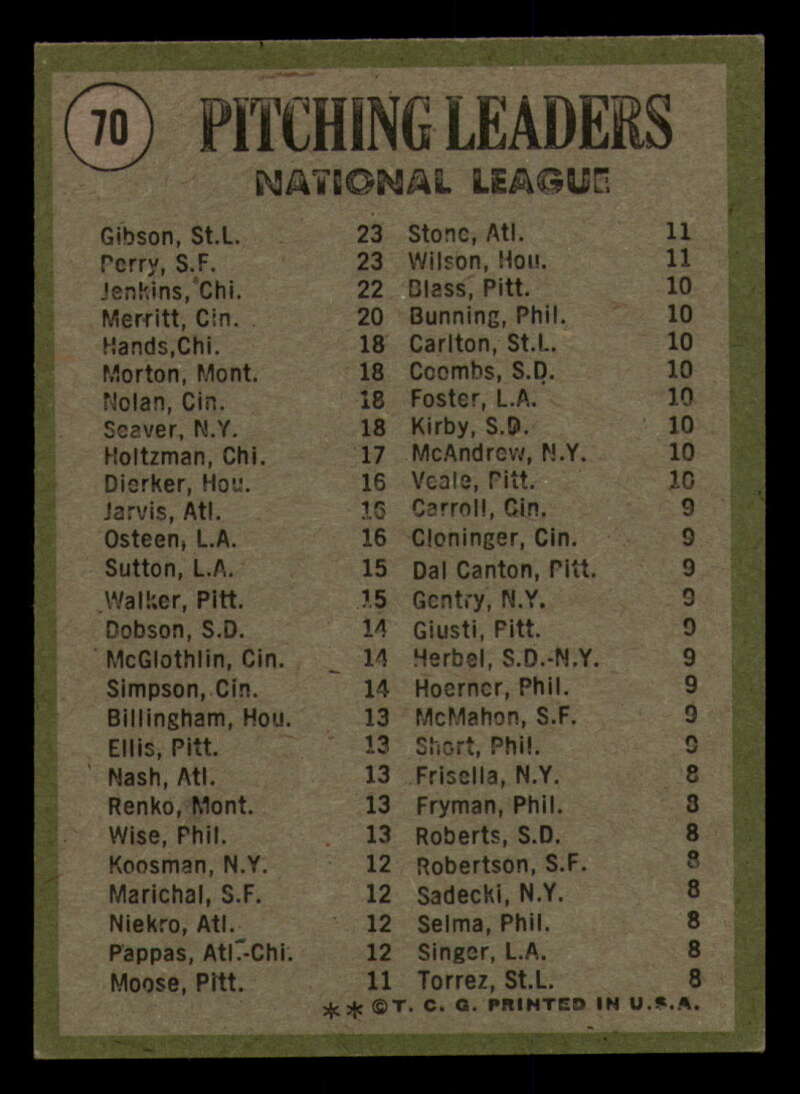 70
PITCHING LEADERS
NATIONAL LEAGUE
Gibson, St.L. 23
Perry, S.F. 23
Jenkins, Chi. 22
Merritt, Cin. 20
Hands,Chi. 18
Morton, Mont. 18
Nolan, Cin. 18
Seaver, N.Y. 18
Holtzman, Chi. 17
Dierker, Hou. 16
Jarvis, Atl. 16
Osteen, L.A. 16
Sutton, L.A. 15
Walker, Pitt. 15
Dobson, S.D. 14
McGlothlin, Cin. 14
Simpson, Cin. 14
Billingham, Hou. 13
Ellis, Pitt. 13
Nash, Atl. 13
Renko, Mont. 13
Wise, Phil. 13
Koosman, N.Y. 12
Marichal, S.F. 12
Niekro, Atl. 12
Pappas, Atl.-Chi. 12
Moose, Pitt. 11
Stone, Atl. 11
Wilson, Hou. 11
Blass, Pitt. 10
Bunning, Phil. 10
Carlton, St.L. 10
Coombs, S.D. 10
Foster, L.A. 10
Kirby, S.D. 10
McAndrew, N.Y. 10
Veale, Pitt. 10
Carroll, Cin. 9
Cloninger, Cin. 9
Dal Canton, Pitt. 9
Gentry, N.Y. 9
Giusti, Pitt. 9
Herbel, S.D.-N.Y. 9
Hoerner, Phil. 9
McMahon, S.F. 9
Short, Phil. 9
Frisella, N.Y. 8
Fryman, Phil. 8
Roberts, S.D. 8
Robertson, S.F. 8
Sadecki, N.Y. 8
Selma, Phil. 8
Singer, L.A. 8
Torrez, St.L. 8
** ©T. C. G. PRINTED IN U.S.A.